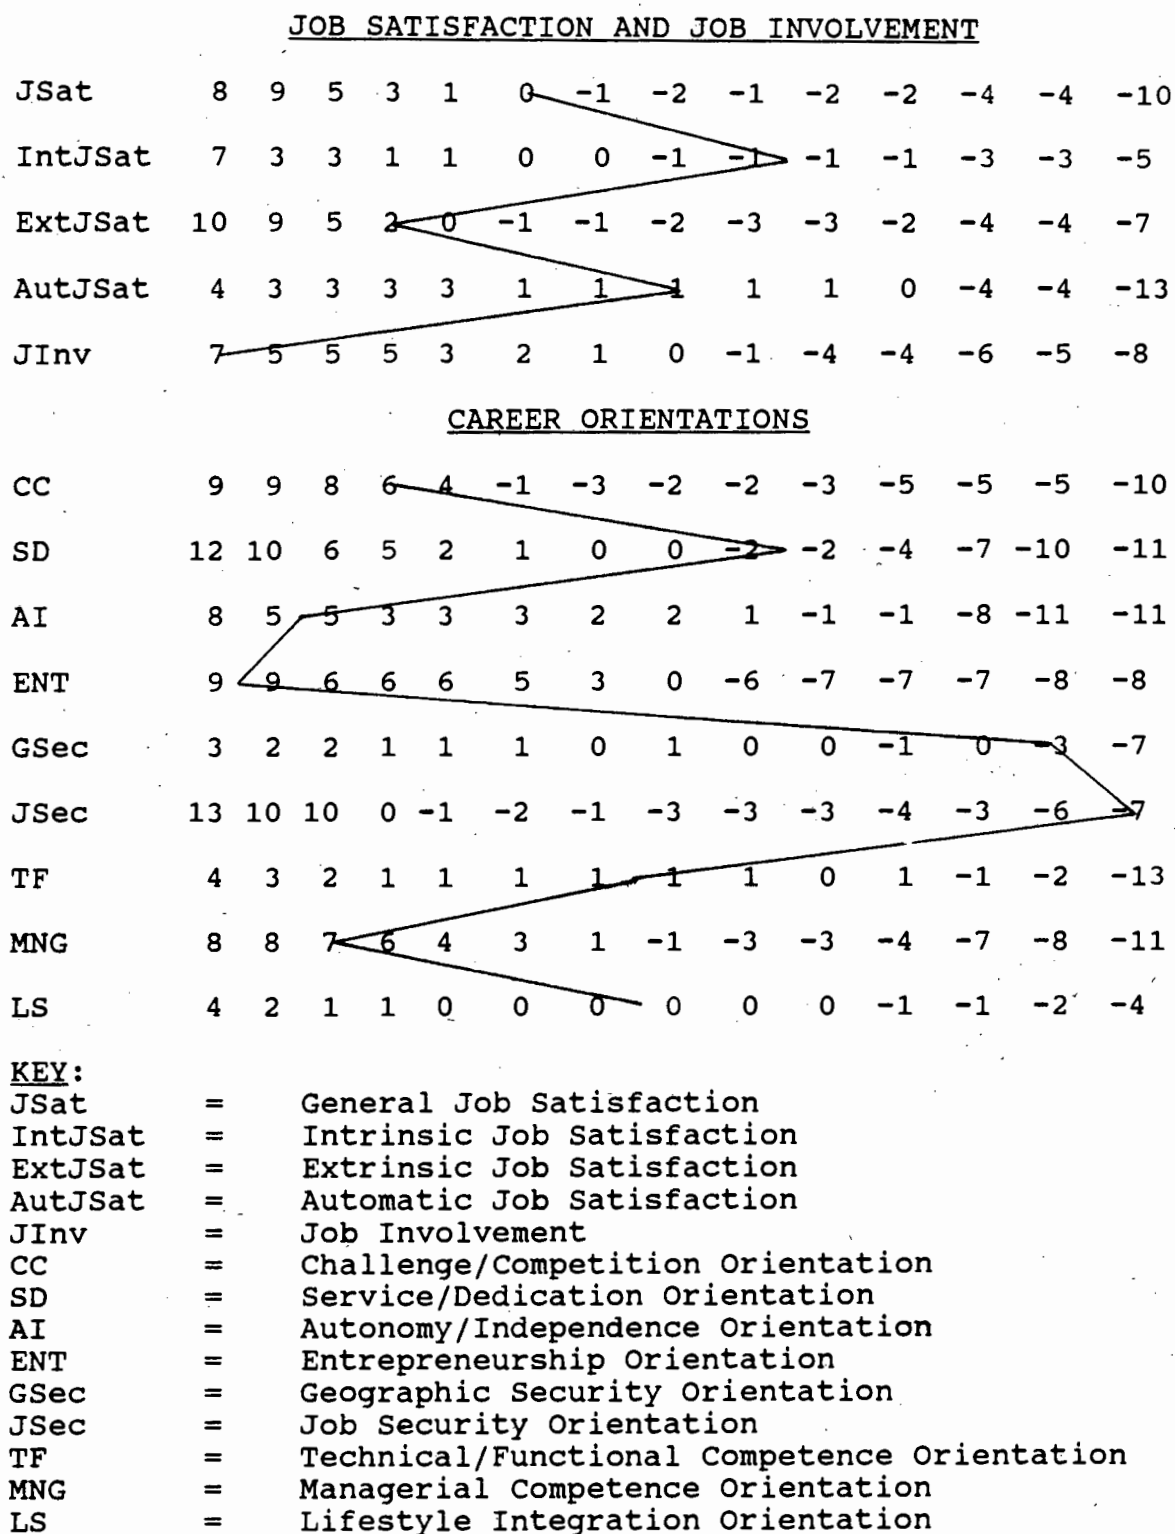 JOB SATISFACTION AND JOB INVOLVEMENT
JSat 8 9 5 3 1 0 -1 -2 -1 -2 -2 -4 -4 -10
IntJSat 7 3 3 1 1 0 0 -1 -1 -1 -1 -3 -3 -5
ExtJSat 10 9 5 2 0 -1 -1 -2 -3 -3 -2 -4 -4 -7
AutJSat 4 3 3 3 3 1 1 1 1 1 0 -4 -4 -13
JInv 7 5 5 5 3 2 1 0 -1 -4 -4 -6 -5 -8
CAREER ORIENTATIONS
CC 9 9 8 6 4 -1 -3 -2 -2 -3 -5 -5 -5 -10
SD 12 10 6 5 2 1 0 0 -2 -2 -4 -7 -10 -11
AI 8 5 5 3 3 3 2 2 1 -1 -1 -8 -11 -11
ENT 9 9 6 6 6 5 3 0 -6 -7 -7 -7 -8 -8
GSec 3 2 2 1 1 1 0 1 0 0 -1 0 -3 -7
JSec 13 10 10 0 -1 -2 -1 -3 -3 -3 -4 -3 -6 -7
TF 4 3 2 1 1 1 1 1 1 0 1 -1 -2 -13
MNG 8 8 7 6 4 3 1 -1 -3 -3 -4 -7 -8 -11
LS 4 2 1 1 0 0 0 0 0 0 -1 -1 -2 -4
KEY:
JSat = General Job Satisfaction
IntJSat = Intrinsic Job Satisfaction
ExtJSat = Extrinsic Job Satisfaction
AutJSat = Automatic Job Satisfaction
JInv = Job Involvement
CC = Challenge/Competition Orientation
SD = Service/Dedication Orientation
AI = Autonomy/Independence Orientation
ENT = Entrepreneurship Orientation
GSec = Geographic Security Orientation
JSec = Job Security Orientation
TF = Technical/Functional Competence Orientation
MNG = Managerial Competence Orientation
LS = Lifestyle Integration Orientation